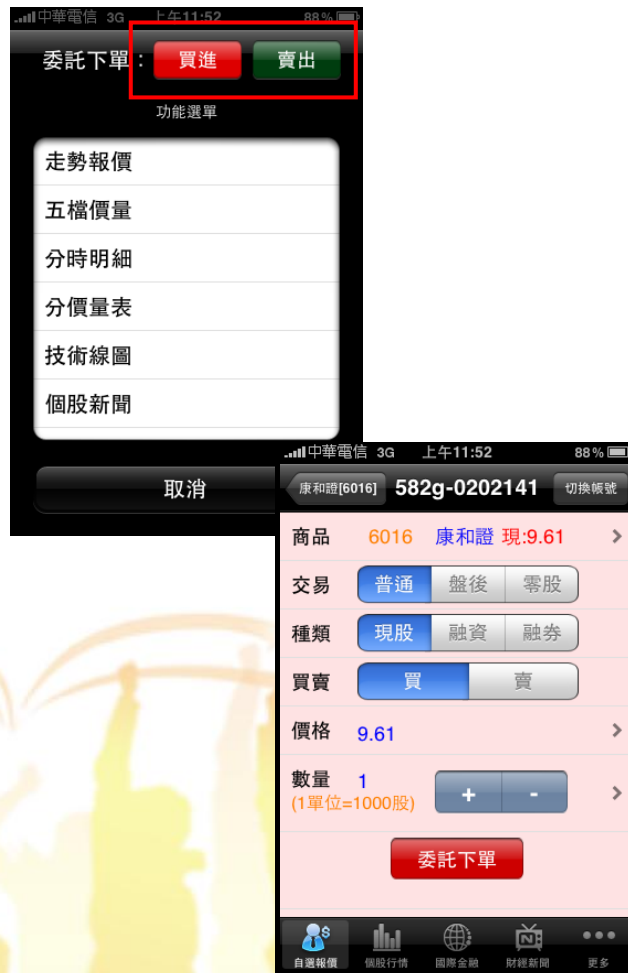 中華電信 3G 上午11:52 88%
委託下單： 買進 賣出
功能選單
走勢報價
五檔價量
分時明細
分價量表
技術線圖
個股新聞
取消
中華電信 3G 上午11:52 88%
康和證[6016] 582g-0202141 切換帳號
商品 6016 康和證 現:9.61
交易 普通 盤後 零股
種類 現股 融資 融券
買賣 買 賣
價格 9.61
數量 1 + -
(1單位=1000股)
委託下單
自選報價 個股行情 國際金融 財經新聞 更多